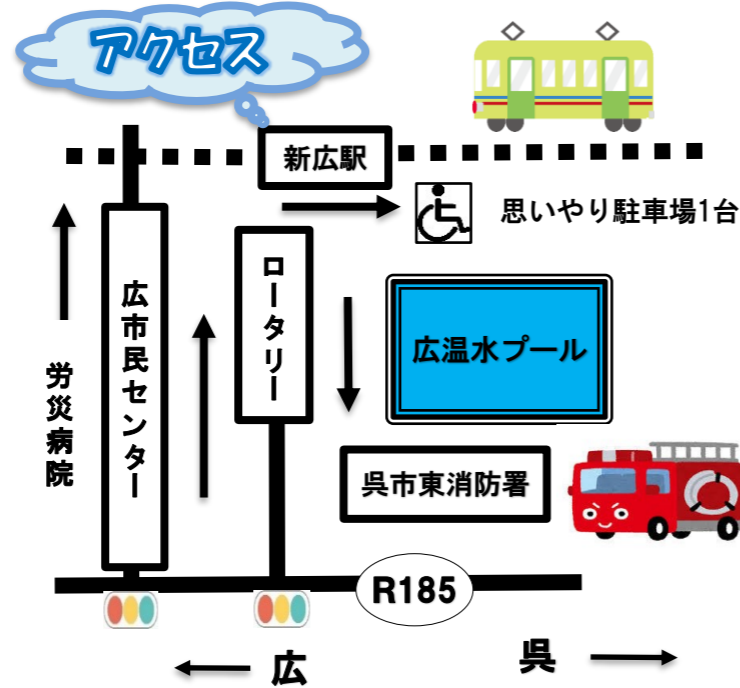 アクセス
新広駅
思いやり駐車場1台
広市民センター
ロータリー
広温水プール
労災病院
呉市東消防署
R185
広
呉